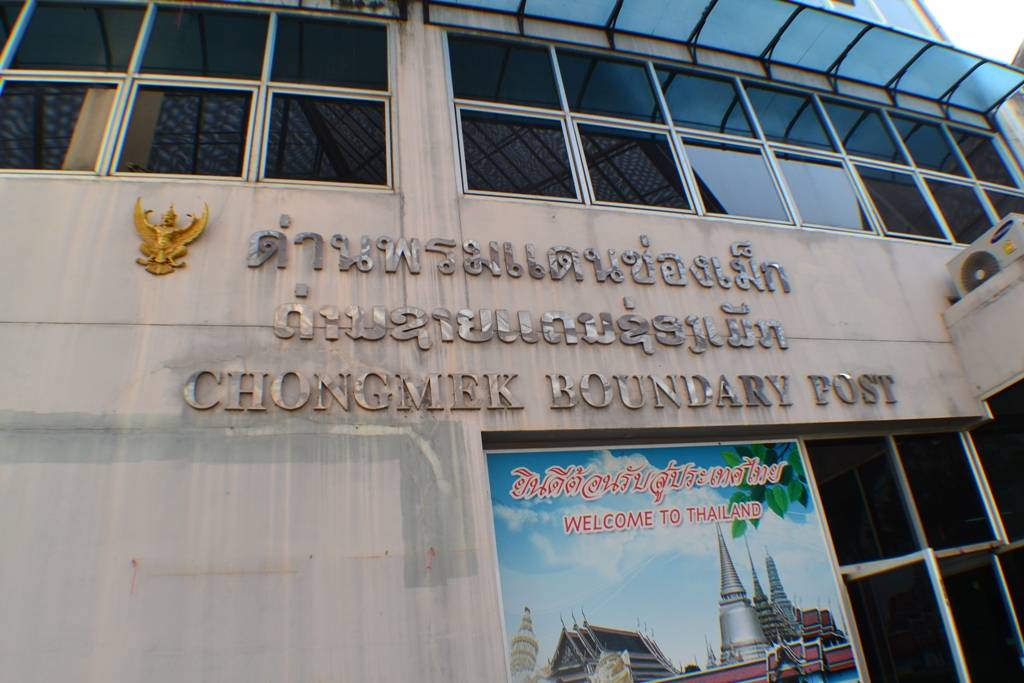 ด่านพรมแดนช่องเม็ก
ດ່ານຊາຍແດນຊ່ອງເມັກ
CHONGMEK BOUNDARY POST
ยินดีต้อนรับสู่ประเทศไทย
WELCOME TO THAILAND